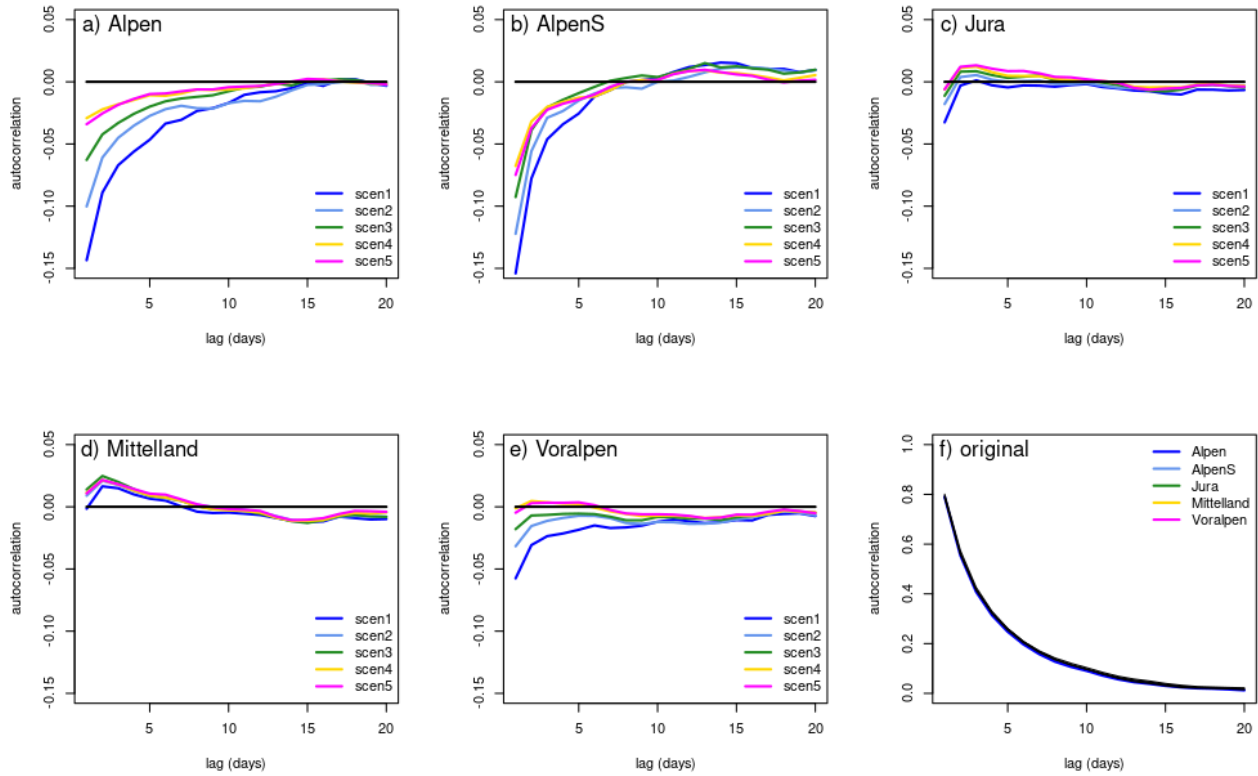 a) Alpen
autocorrelation
0.05
0.00
-0.05
-0.10
-0.15
scen1
scen2
scen3
scen4
scen5
5
10
15
20
lag (days)
b) AlpenS
autocorrelation
0.05
0.00
-0.05
-0.10
-0.15
scen1
scen2
scen3
scen4
scen5
5
10
15
20
lag (days)
c) Jura
autocorrelation
0.05
0.00
-0.05
-0.10
-0.15
scen1
scen2
scen3
scen4
scen5
5
10
15
20
lag (days)
d) Mittelland
autocorrelation
0.05
0.00
-0.05
-0.10
-0.15
scen1
scen2
scen3
scen4
scen5
5
10
15
20
lag (days)
e) Voralpen
autocorrelation
0.05
0.00
-0.05
-0.10
-0.15
scen1
scen2
scen3
scen4
scen5
5
10
15
20
lag (days)
f) original
autocorrelation
1.0
0.8
0.6
0.4
0.2
0.0
Alpen
AlpenS
Jura
Mittelland
Voralpen
5
10
15
20
lag (days)